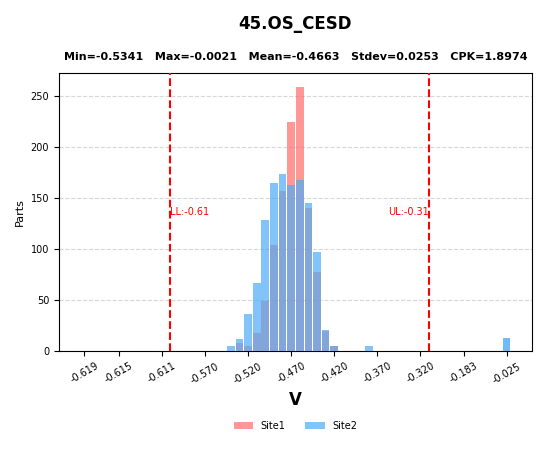 45.OS_CESD
Min=-0.5341 Max=-0.0021 Mean=-0.4663 Stdev=0.0253 CPK=1.8974
250
200
150
100
50
0
Parts
LL:-0.61
UL:-0.31
-0.619 -0.615 -0.611 -0.570 -0.520 -0.470 -0.420 -0.370 -0.320 -0.183 -0.025
V
Site1 Site2